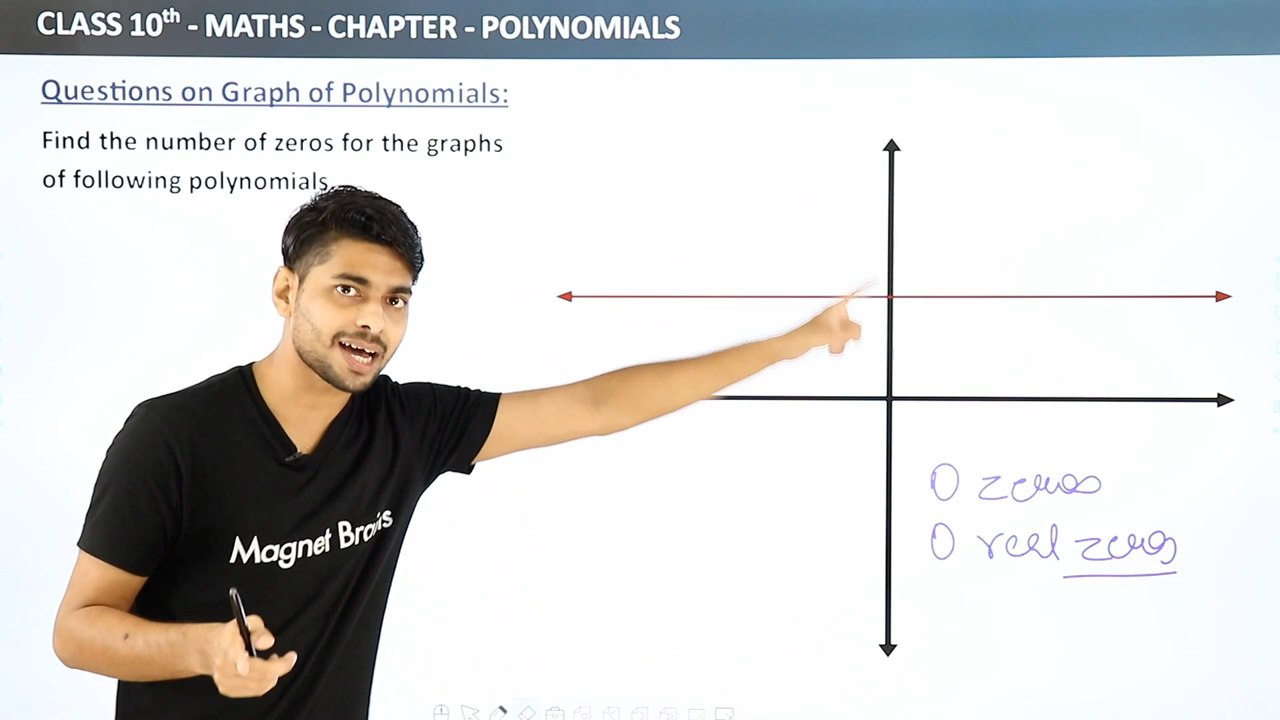 CLASS 10th - MATHS - CHAPTER - POLYNOMIALS
Questions on Graph of Polynomials:
Find the number of zeros for the graphs
of following polynomials.
Magnet Brains
0 zeros
0 real zeros